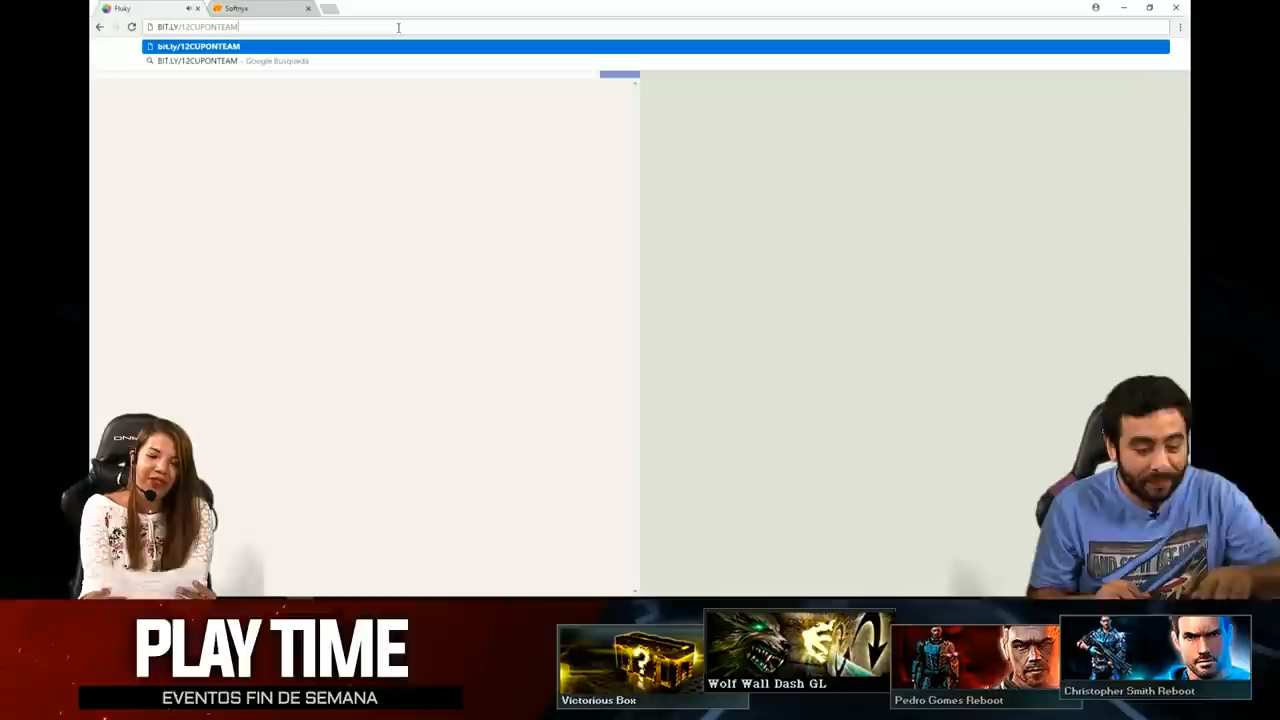 Fluky
Softnyx
BIT.LY/12CUPONTEAM
bit.ly/12CUPONTEAM
BIT.LY/12CUPONTEAM - Google Búsqueda
PLAY TIME
EVENTOS FIN DE SEMANA
Victorious Box
Wolf Wall Dash GL
Pedro Gomes Reboot
Christopher Smith Reboot